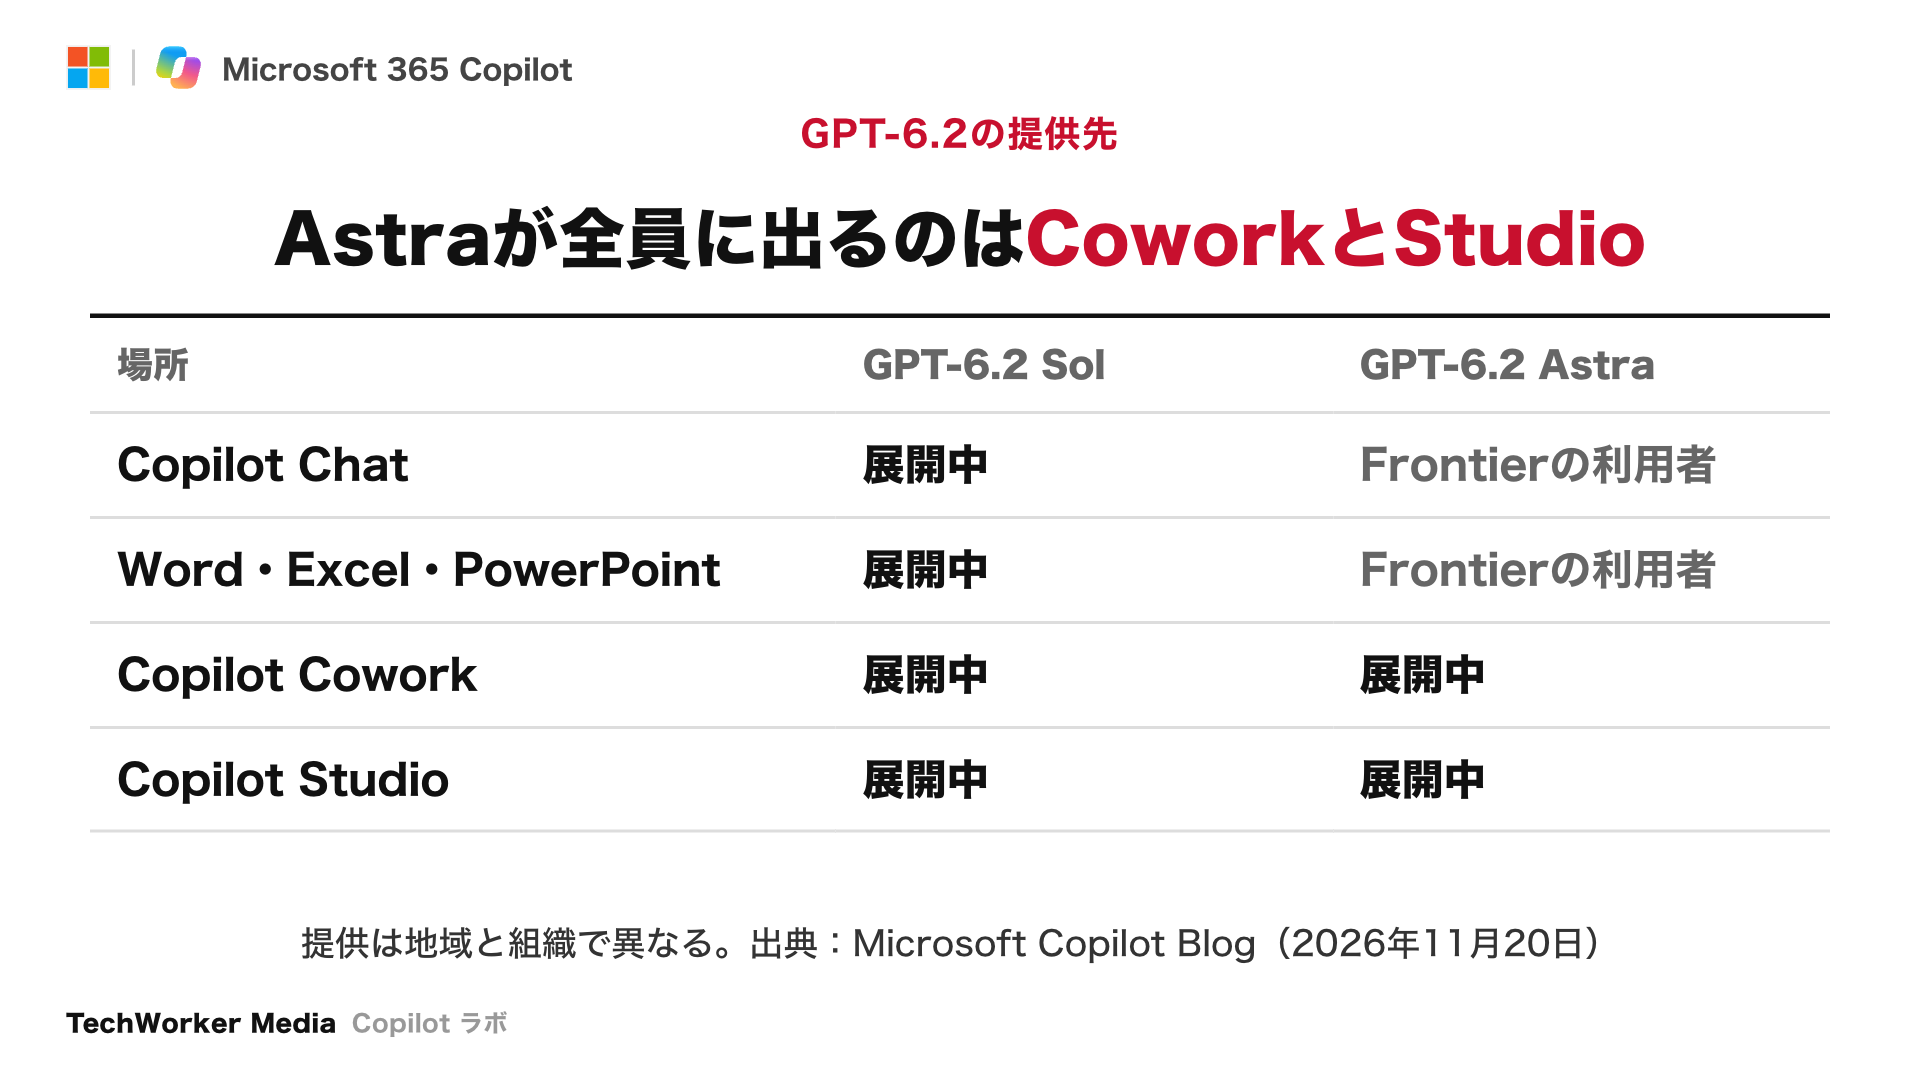 Microsoft 365 Copilot
GPT-6.2の提供先
Astraが全員に出るのはCoworkとStudio
場所 GPT-6.2 Sol GPT-6.2 Astra
Copilot Chat 展開中 Frontierの利用者
Word・Excel・PowerPoint 展開中 Frontierの利用者
Copilot Cowork 展開中 展開中
Copilot Studio 展開中 展開中
提供は地域と組織で異なる。出典：Microsoft Copilot Blog（2026年11月20日）
TechWorker Media Copilot ラボ